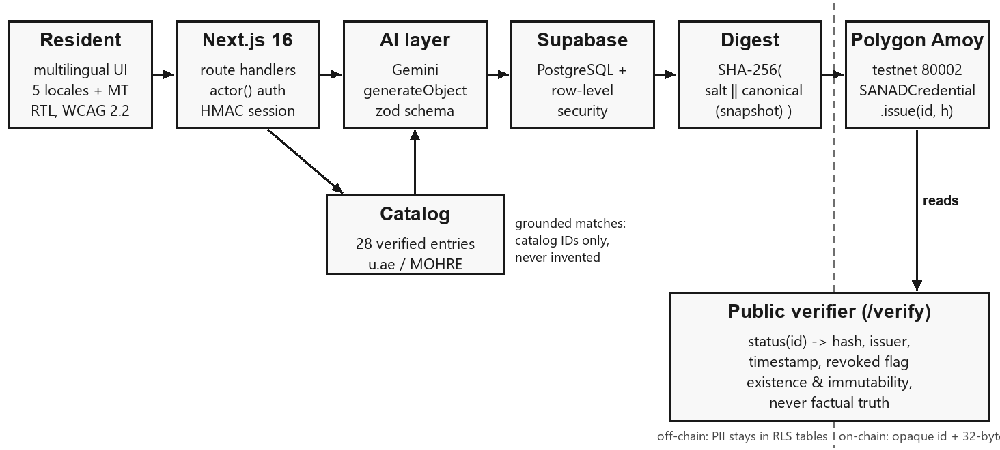 Resident
multilingual UI
5 locales + MT
RTL, WCAG 2.2
Next.js 16
route handlers
actor() auth
HMAC session
AI layer
Gemini
generateObject
zod schema
Supabase
PostgreSQL +
row-level
security
Digest
SHA-256(
salt || canonical
(snapshot) )
Polygon Amoy
testnet 80002
SANADCredential
.issue(id, h)
reads
Catalog
28 verified entries
u.ae / MOHRE
grounded matches:
catalog IDs only,
never invented
Public verifier (/verify)
status(id) -> hash, issuer,
timestamp, revoked flag
existence & immutability,
never factual truth
off-chain: PII stays in RLS tables
on-chain: opaque id + 32-byt